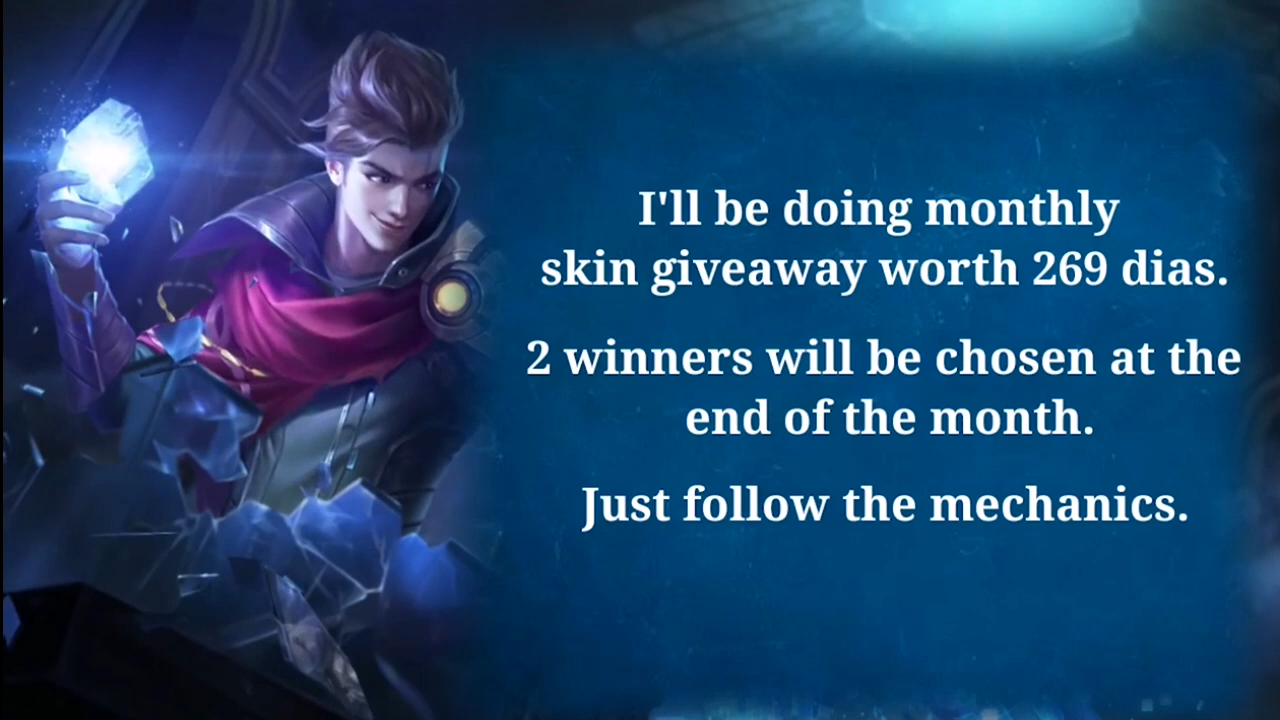 I'll be doing monthly
skin giveaway worth 269 dias.
2 winners will be chosen at the
end of the month.
Just follow the mechanics.